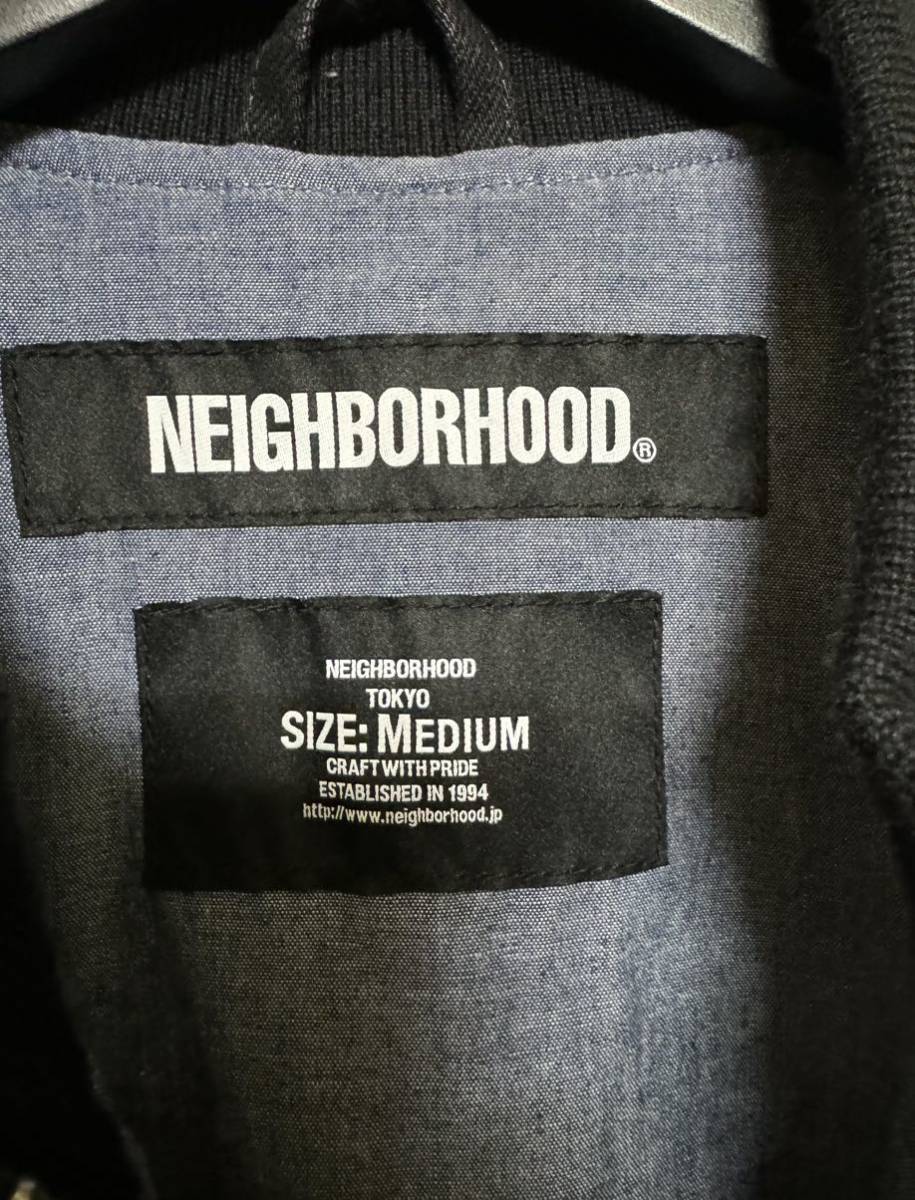 NEIGHBORHOOD®
NEIGHBORHOOD
TOKYO
SIZE: MEDIUM
CRAFT WITH PRIDE
ESTABLISHED IN 1994
http://www.neighborhood.jp